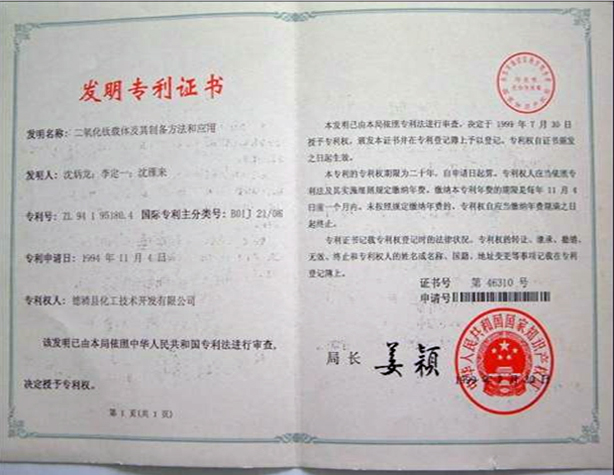 发明专利证书
发明名称：二氧化钛载体及其制备方法和应用
发明人：沈炳龙；李定一；沈雁来
专利号：ZL 94 1 95180.4 国际专利主分类号：B01J 21/06
专利申请日：1994 年 11 月 4 日
专利权人：德清县化工技术开发有限公司
该发明已由本局依照中华人民共和国专利法进行审查，
决定授予专利权。
第 1 页(共 1 页)
本发明已由本局依照专利法进行审查，决定于 1999 年 7 月 30 日
授予专利权，颁发本证书并在专利登记簿上予以登记。专利权自证书颁发
之日起生效。
本专利的专利权期限为二十年，自申请日起算。专利权人应当依照专
利法及其实施细则规定缴纳年费。缴纳本专利年费的期限是每年 11 月 4
日前一个月内。未按照规定缴纳年费的，专利权自应当缴纳年费期满之日
起终止。
专利证书记载专利权登记时的法律状况。专利权的转让、继承、撤销、
无效、终止和专利权人的姓名或名称、国籍、地址变更等事项记载在专利
登记簿上。
证书号 第 46310 号
申请号
局长 姜颖
中华人民共和国国家知识产权局